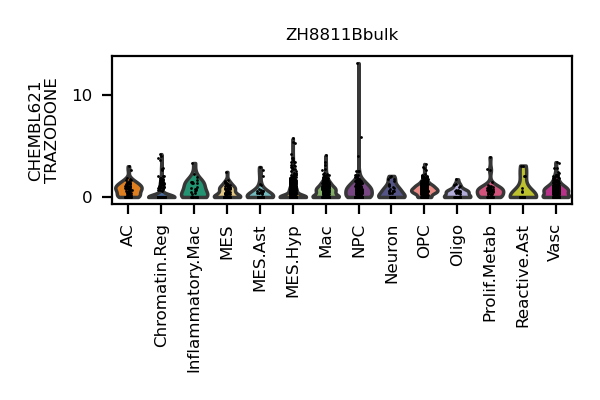 ZH8811Bbulk
CHEMBL621
TRAZODONE
10
0
AC
Chromatin.Reg
Inflammatory.Mac
MES
MES.Ast
MES.Hyp
Mac
NPC
Neuron
OPC
Oligo
Prolif.Metab
Reactive.Ast
Vasc